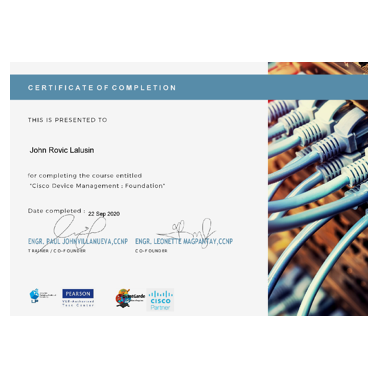 CERTIFICATE OF COMPLETION
THIS IS PRESENTED TO
John Rovic Lalusin
for completing the course entitled
"Cisco Device Management : Foundation"
Date completed : 22 Sep 2020
ENGR. RAUL JOHN VILLANUEVA,CCNP ENGR. LEONETTE MAGPANTAY,CCNP
TRAINER / CO-FOUNDER CO-FOUNDER
PEARSON
VUE Authorized
Test Center
CISCO
Partner